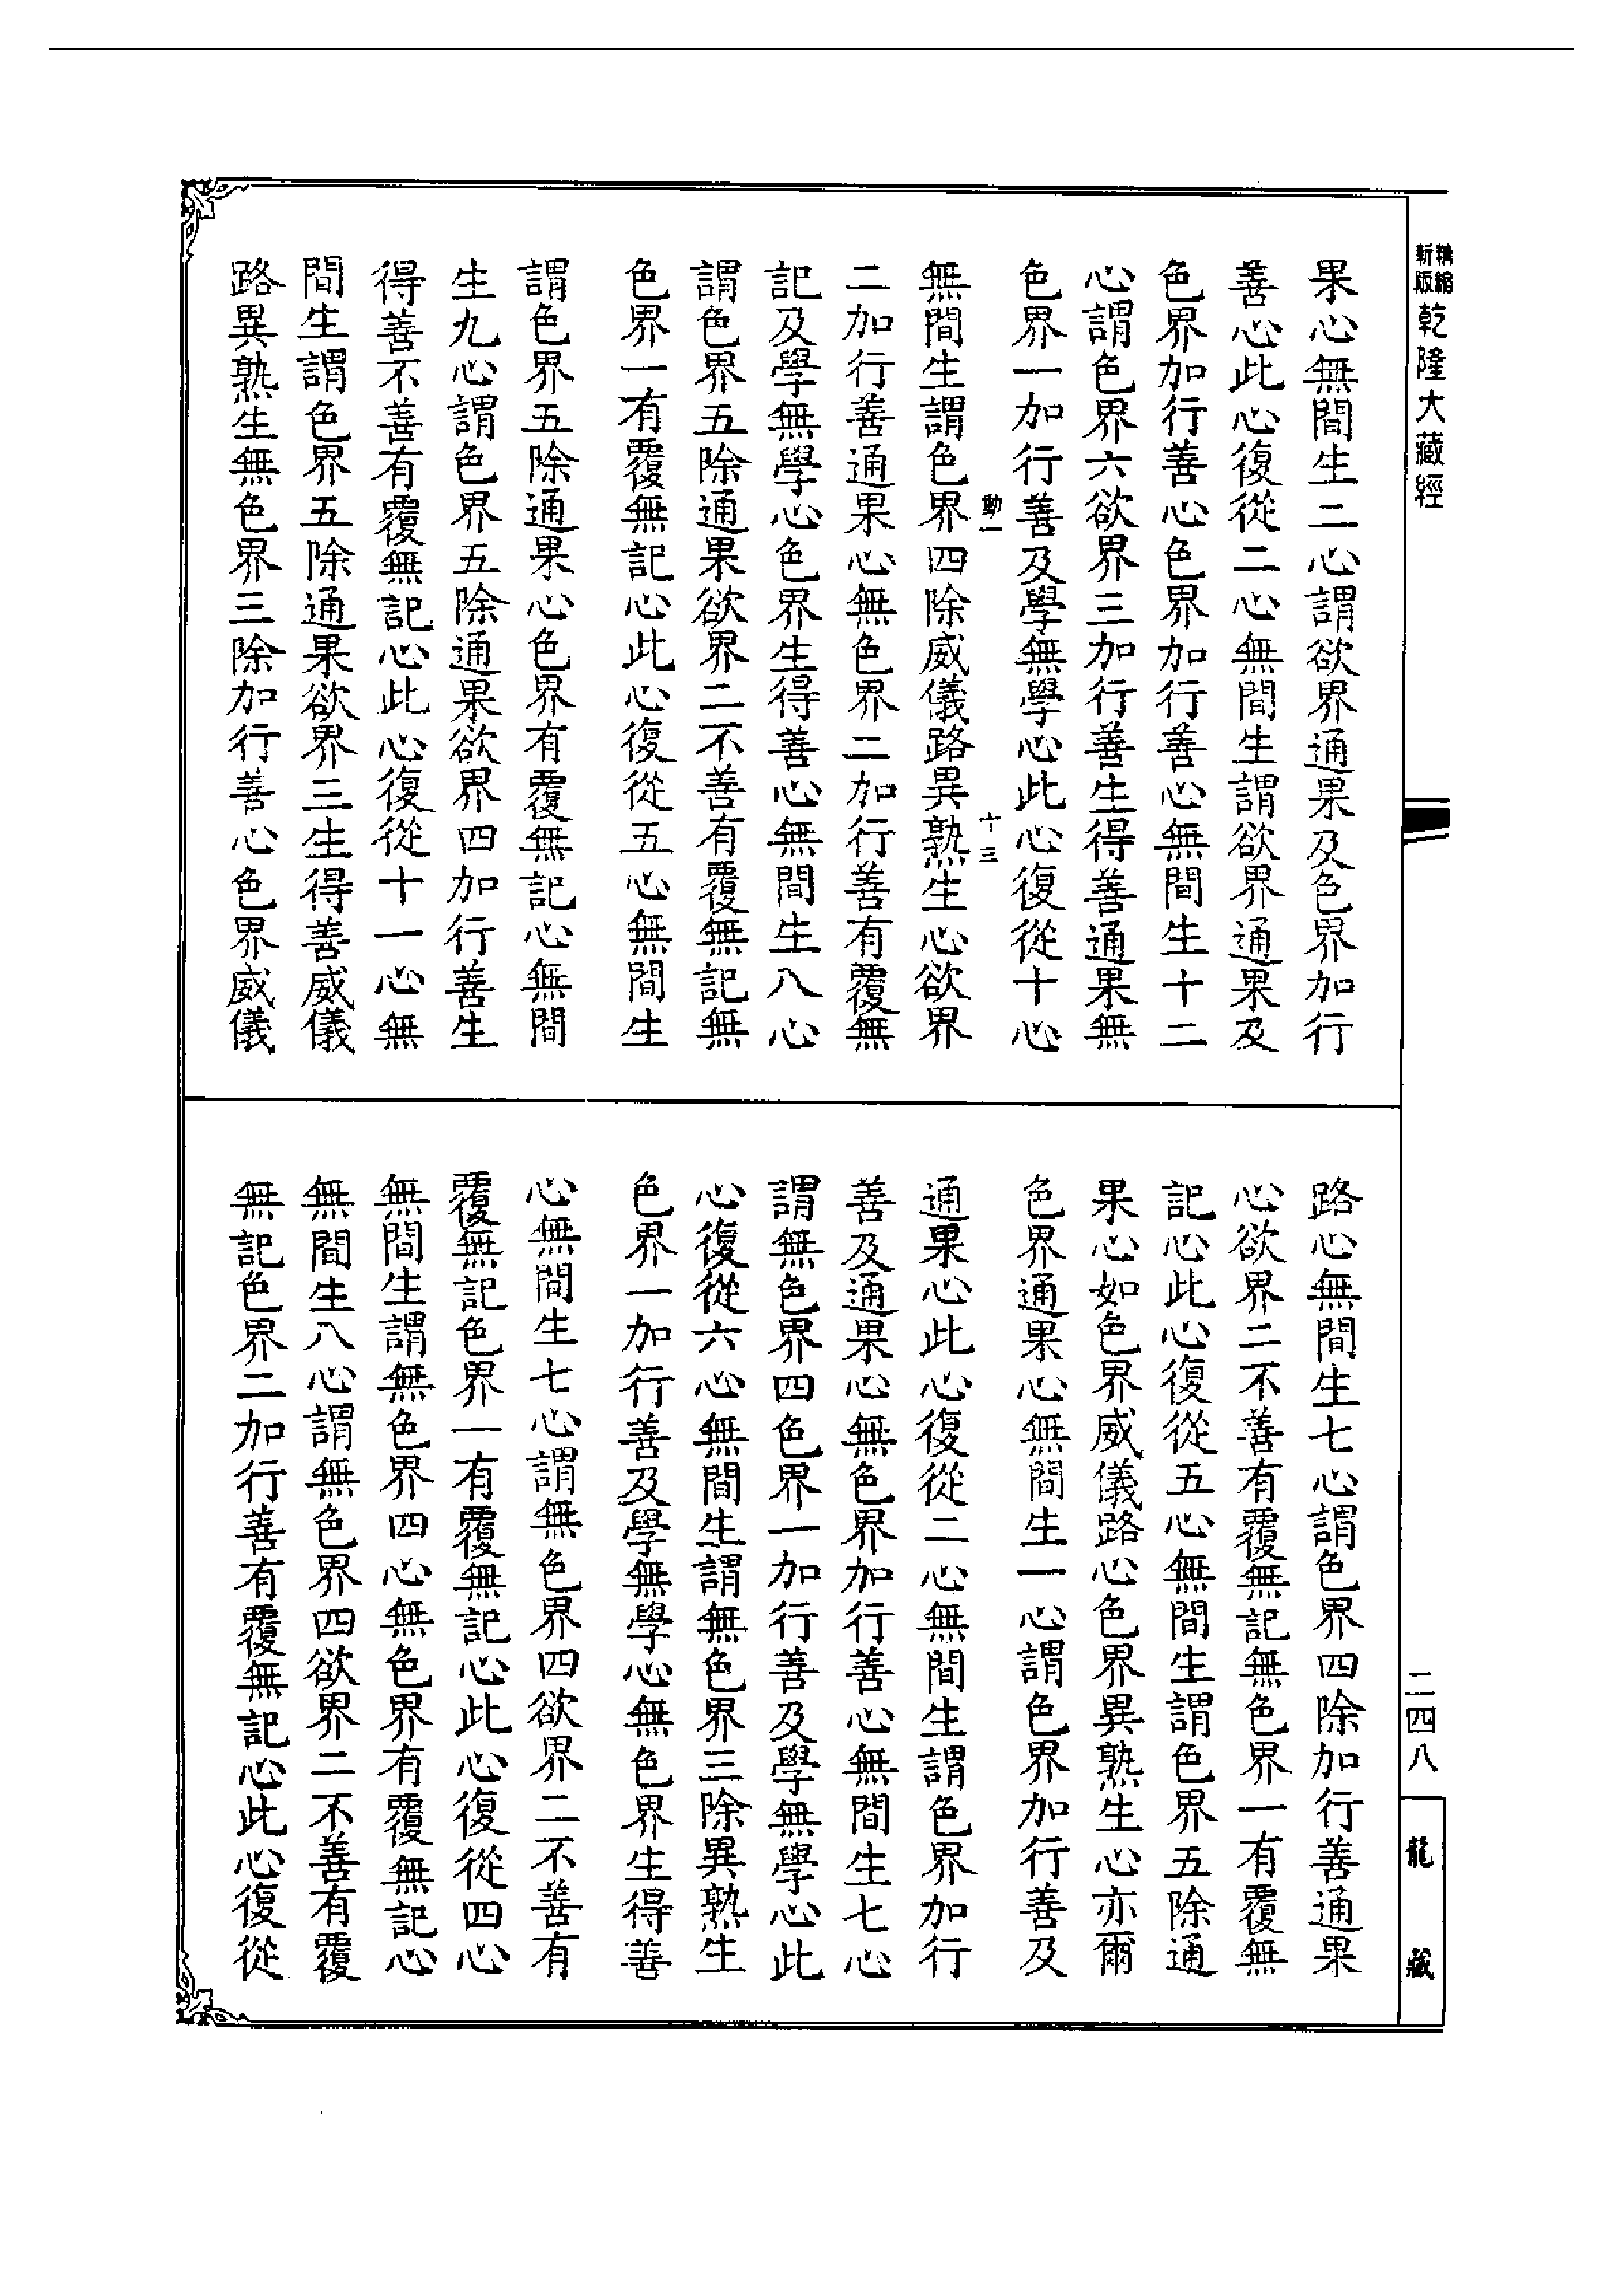 新版 精縮 乾隆大藏經
果心無間生二心謂欲界通果及色界加行
善心此心復從二心無間生謂欲界通果及
色界加行善心色界加行善心無間生十二
心謂色界六欲界三加行善生得善通果無
色界一加行善及學無學心此心復從十心
動一 十三
無間生謂色界四除威儀路異熟生心欲界
二加行善通果心無色界二加行善有覆無
記及學無學心色界生得善心無間生八心
謂色界五除通果欲界二不善有覆無記無
色界一有覆無記心此心復從五心無間生
謂色界五除通果心色界有覆無記心無間
生九心謂色界五除通果欲界四加行善生
得善不善有覆無記心此心復從十一心無
間生謂色界五除通果欲界三生得善威儀
路異熟生無色界三除加行善心色界威儀
路心無間生七心謂色界四除加行善通果
心欲界二不善有覆無記無色界一有覆無
記心此心復從五心無間生謂色界五除通
果心如色界威儀路心色界異熟生心亦爾
色界通果心無間生一心謂色界加行善及
通果心此心復從二心無間生謂色界加行
善及通果心無色界加行善心無間生七心
謂無色界四色界一加行善及學無學心此
心復從六心無間生謂無色界三除異熟生
色界一加行善及學無學心無色界生得善
心無間生七心謂無色界四欲界二不善有
覆無記色界一有覆無記心此心復從四心
無間生謂無色界四心無色界有覆無記心
無間生八心謂無色界四欲界二不善有覆
無記色界二加行善有覆無記心此心復從
二四八
龍藏